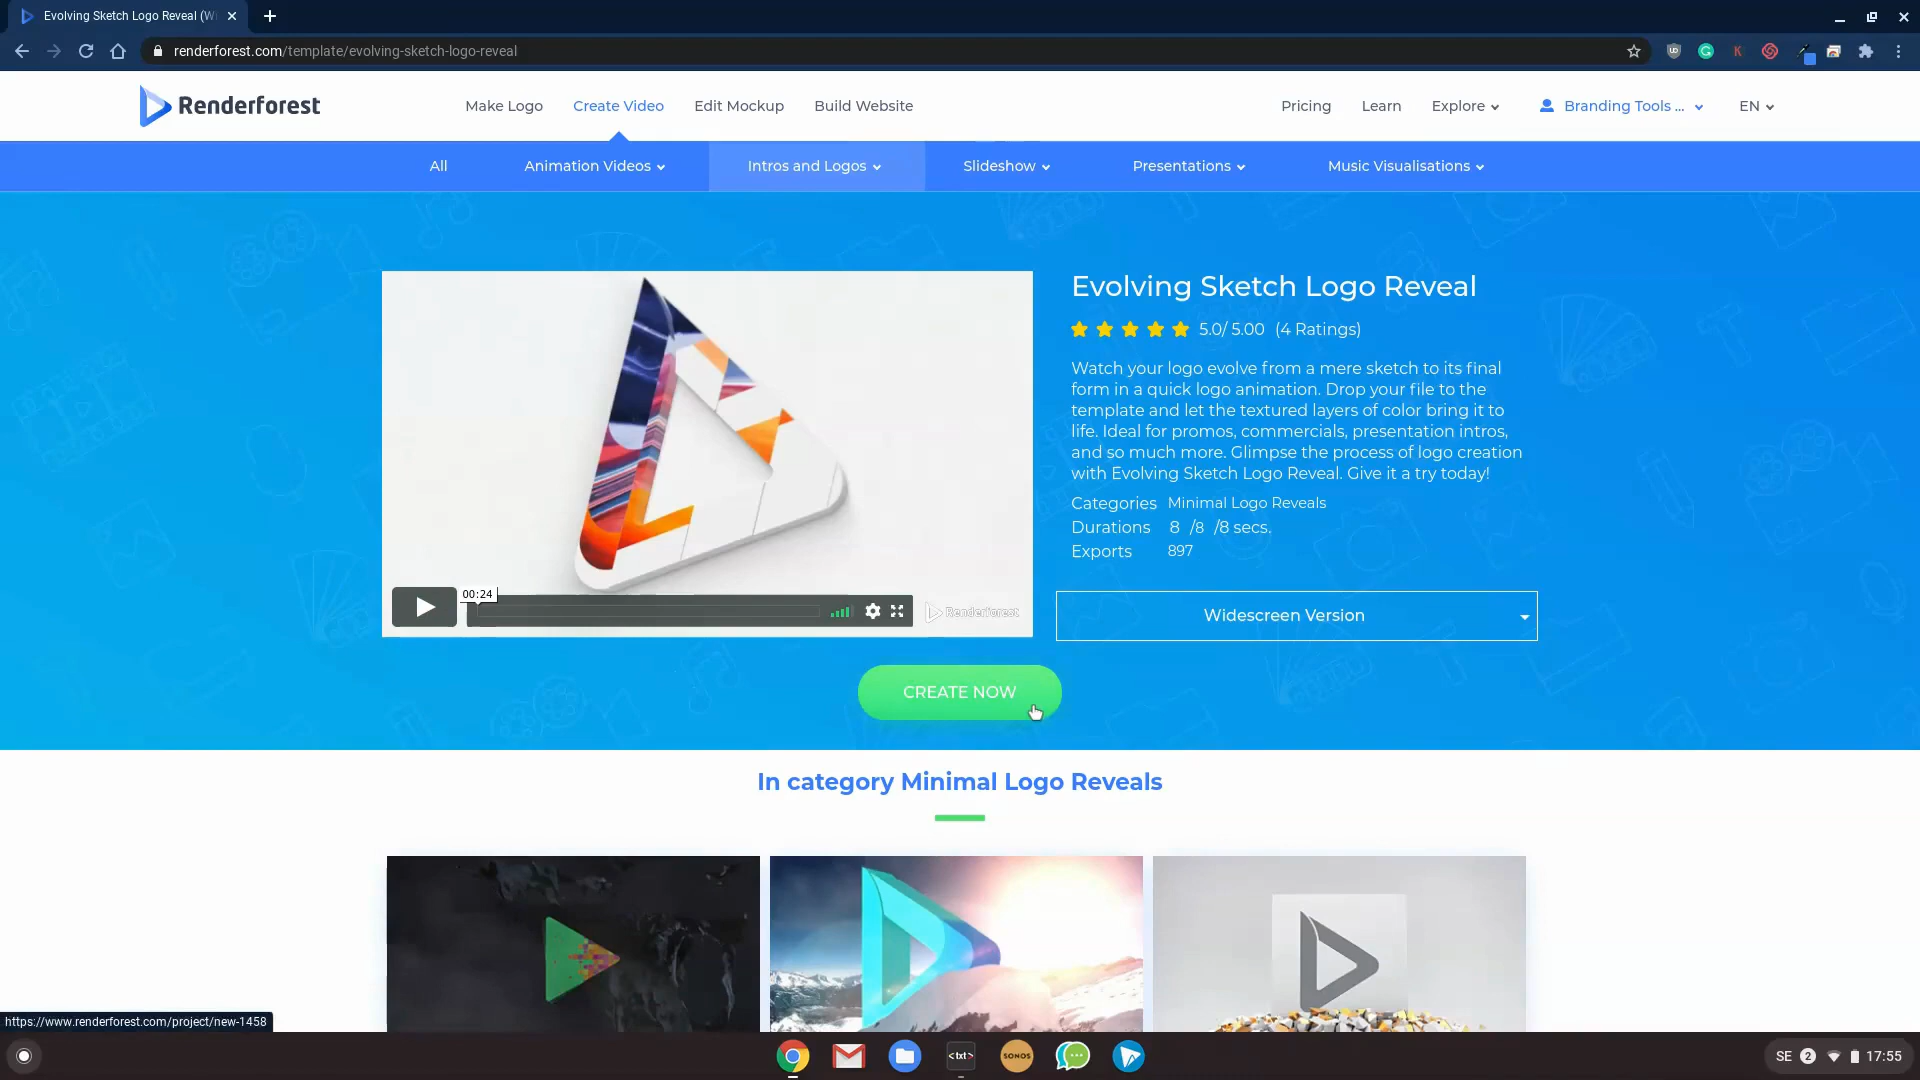 Evolving Sketch Logo Reveal (Wi
renderforest.com/template/evolving-sketch-logo-reveal
Renderforest
Make Logo
Create Video
Edit Mockup
Build Website
Pricing
Learn
Explore
Branding Tools ...
EN
All
Animation Videos
Intros and Logos
Slideshow
Presentations
Music Visualisations
Evolving Sketch Logo Reveal
5.0/ 5.00 (4 Ratings)
Watch your logo evolve from a mere sketch to its final
form in a quick logo animation. Drop your file to the
template and let the textured layers of color bring it to
life. Ideal for promos, commercials, presentation intros,
and so much more. Glimpse the process of logo creation
with Evolving Sketch Logo Reveal. Give it a try today!
Categories Minimal Logo Reveals
Durations 8 /8 /8 secs.
Exports 897
00:24
Renderforest
Widescreen Version
CREATE NOW
In category Minimal Logo Reveals
https://www.renderforest.com/project/new-1458
<txt>
SONOS
SE 2 17:55